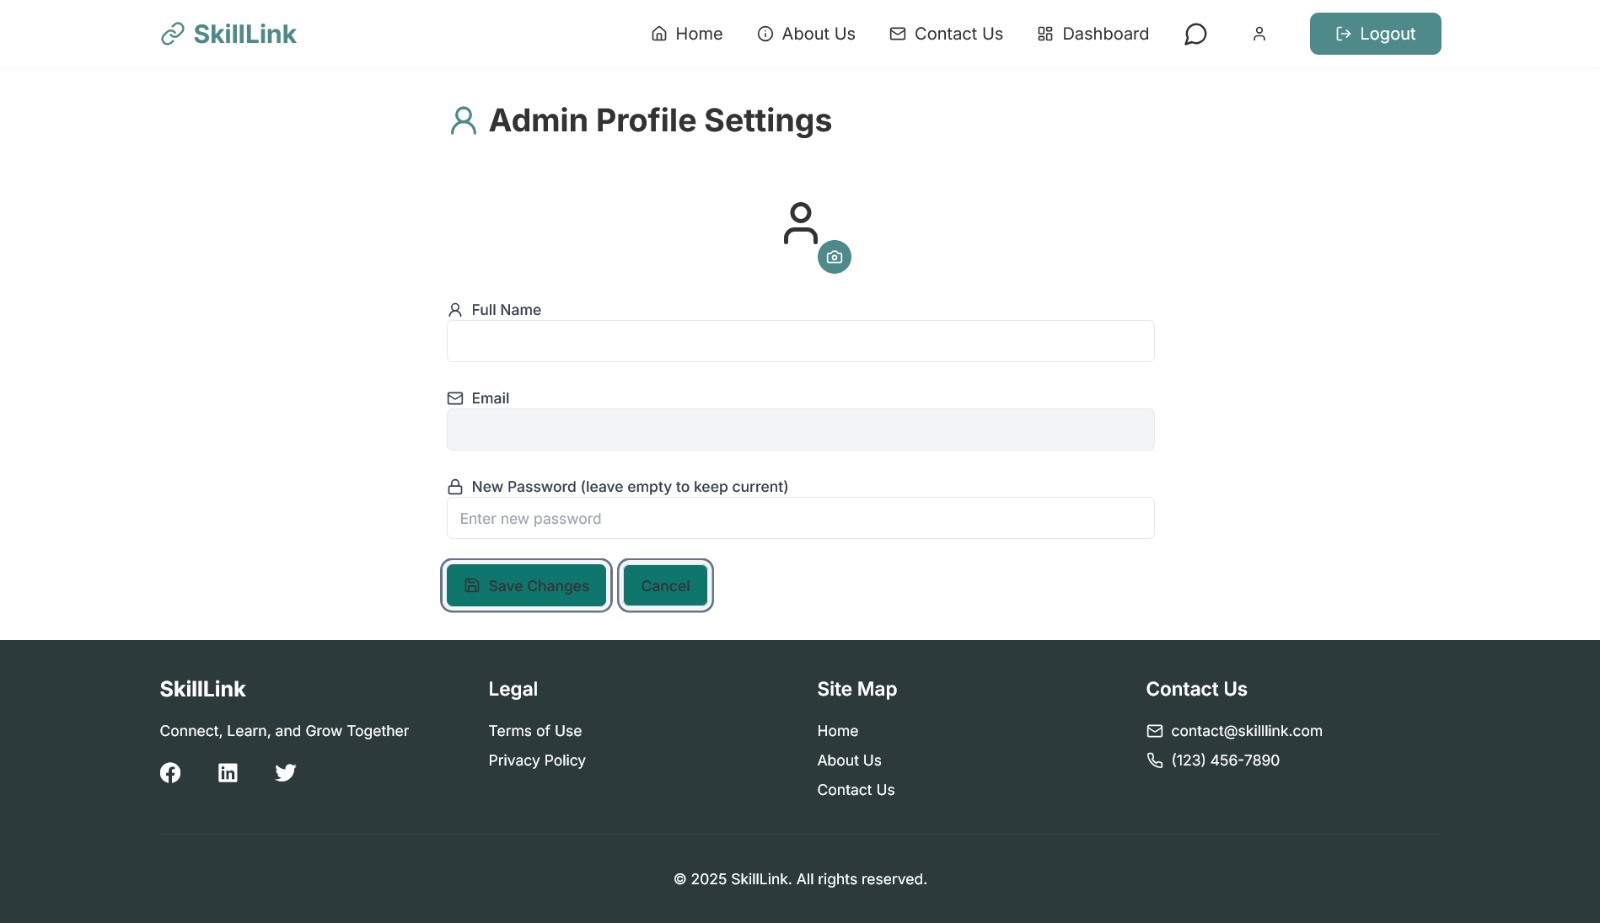 SkillLink
Home
About Us
Contact Us
Dashboard
Logout
Admin Profile Settings
Full Name
Email
New Password (leave empty to keep current)
Enter new password
Save Changes
Cancel
SkillLink
Connect, Learn, and Grow Together
Legal
Terms of Use
Privacy Policy
Site Map
Home
About Us
Contact Us
Contact Us
contact@skilllink.com
(123) 456-7890
© 2025 SkillLink. All rights reserved.